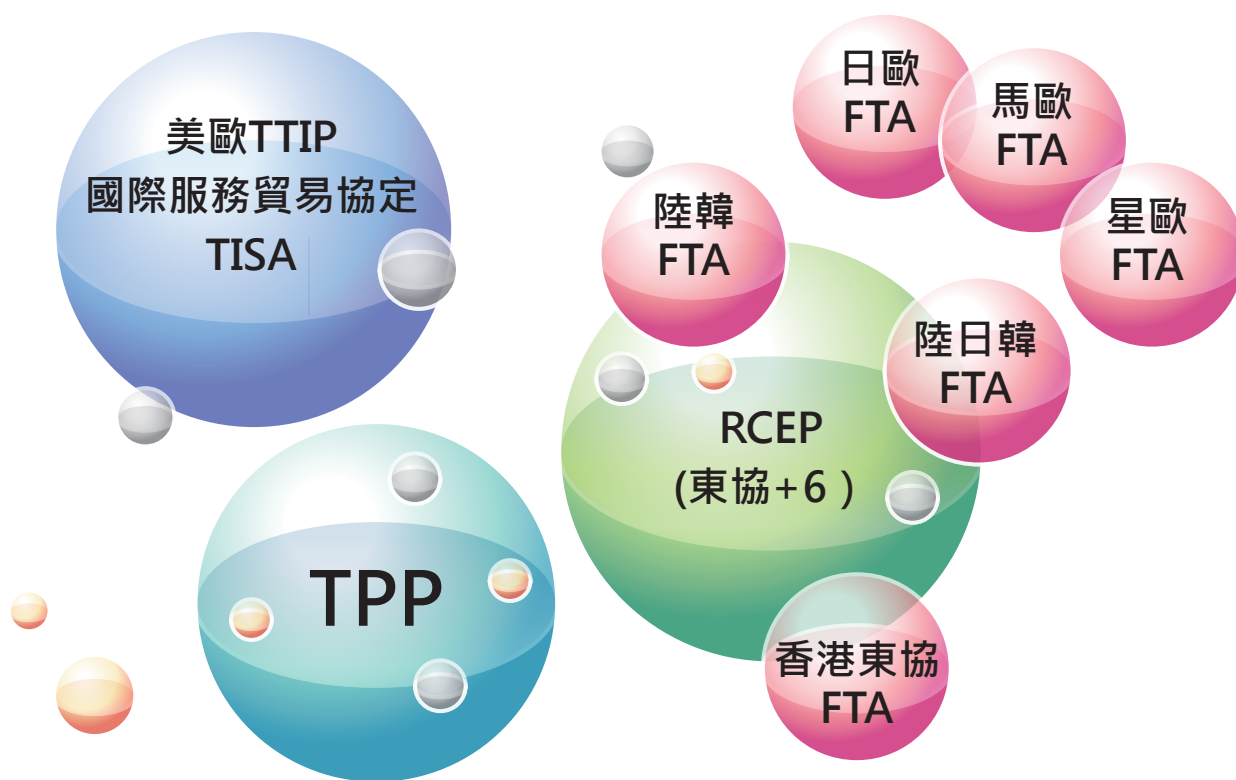 美歐TTIP
國際服務貿易協定
TISA
TPP
陸韓
FTA
RCEP
(東協+6 )
日歐
FTA
馬歐
FTA
星歐
FTA
陸日韓
FTA
香港東協
FTA